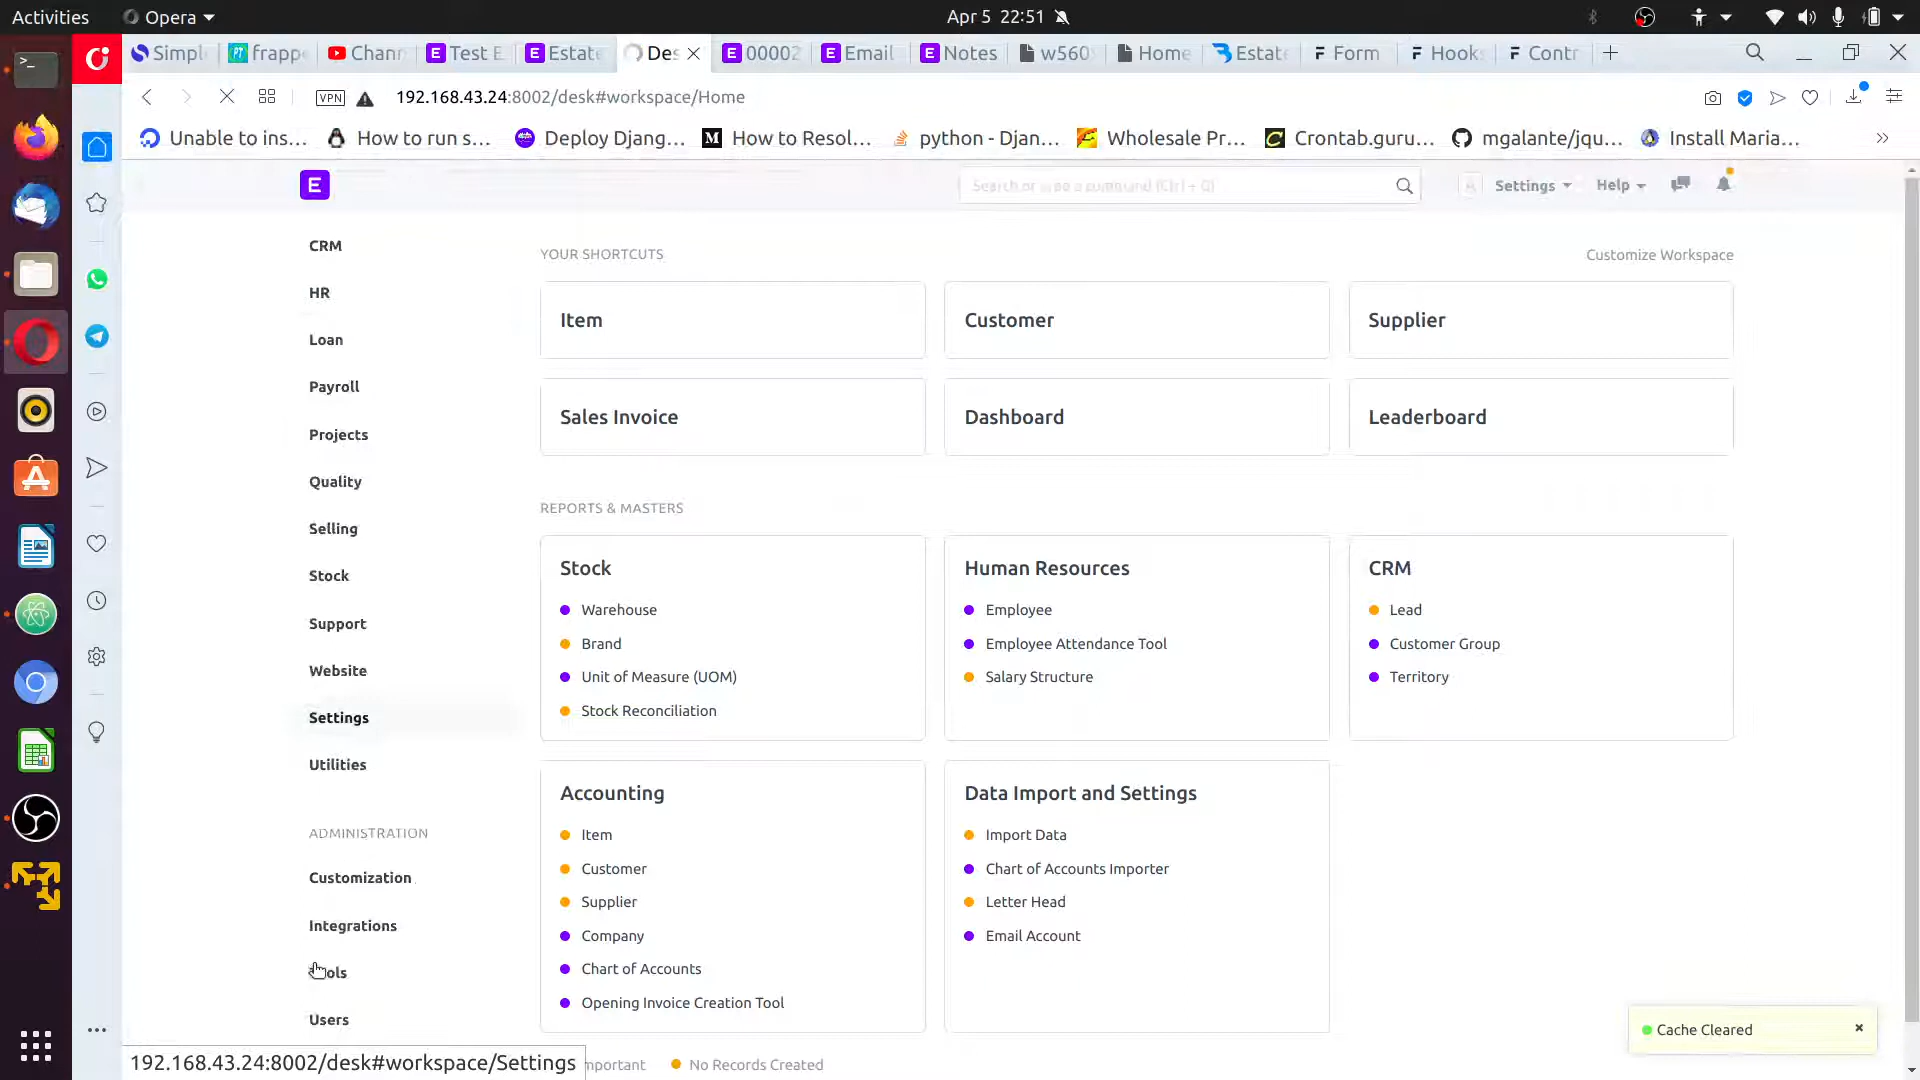 Activities
Opera
Apr 5 22:51
Simpl
frappe
Chann
Test E
Estate
Des
00002
Email
Notes
w560
Home
Estate
Form
Hooks
Contr
VPN
192.168.43.24:8002/desk#workspace/Home
Unable to ins...
How to run s...
Deploy Djang...
How to Resol...
python - Djan...
Wholesale Pr...
Crontab.guru...
mgalante/jqu...
Install Maria...
E
Search or type a command (Ctrl + G)
Settings
Help
CRM
HR
Loan
Payroll
Projects
Quality
Selling
Stock
Support
Website
Settings
Utilities
ADMINISTRATION
Customization
Integrations
ols
Users
YOUR SHORTCUTS
Customize Workspace
Item
Customer
Supplier
Sales Invoice
Dashboard
Leaderboard
REPORTS & MASTERS
Stock
Warehouse
Brand
Unit of Measure (UOM)
Stock Reconciliation
Human Resources
Employee
Employee Attendance Tool
Salary Structure
CRM
Lead
Customer Group
Territory
Accounting
Item
Customer
Supplier
Company
Chart of Accounts
Opening Invoice Creation Tool
Data Import and Settings
Import Data
Chart of Accounts Importer
Letter Head
Email Account
Cache Cleared
192.168.43.24:8002/desk#workspace/Settings
mportant
No Records Created